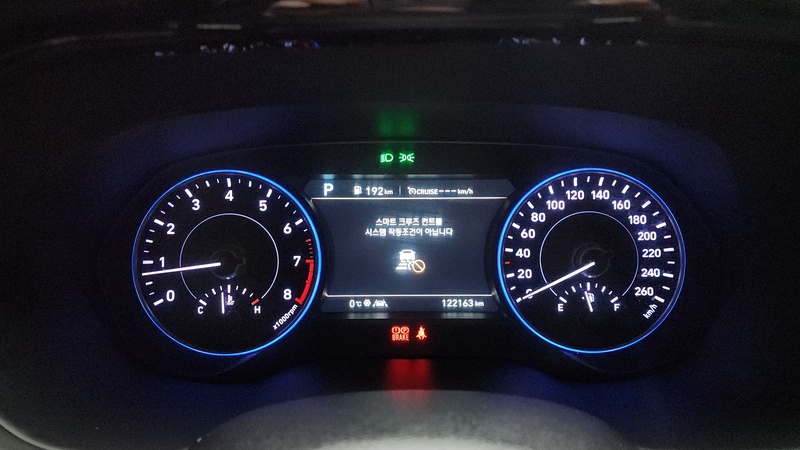 P 192km CRUISE---km/h
스마트 크루즈 컨트롤
시스템 작동조건이 아닙니다
0℃ 122163 km
0 1 2 3 4 5 6 7 8
x1000rpm
C H
0 20 40 60 80 100 120 140 160 180 200 220 240 260
km/h
E F
BRAKE